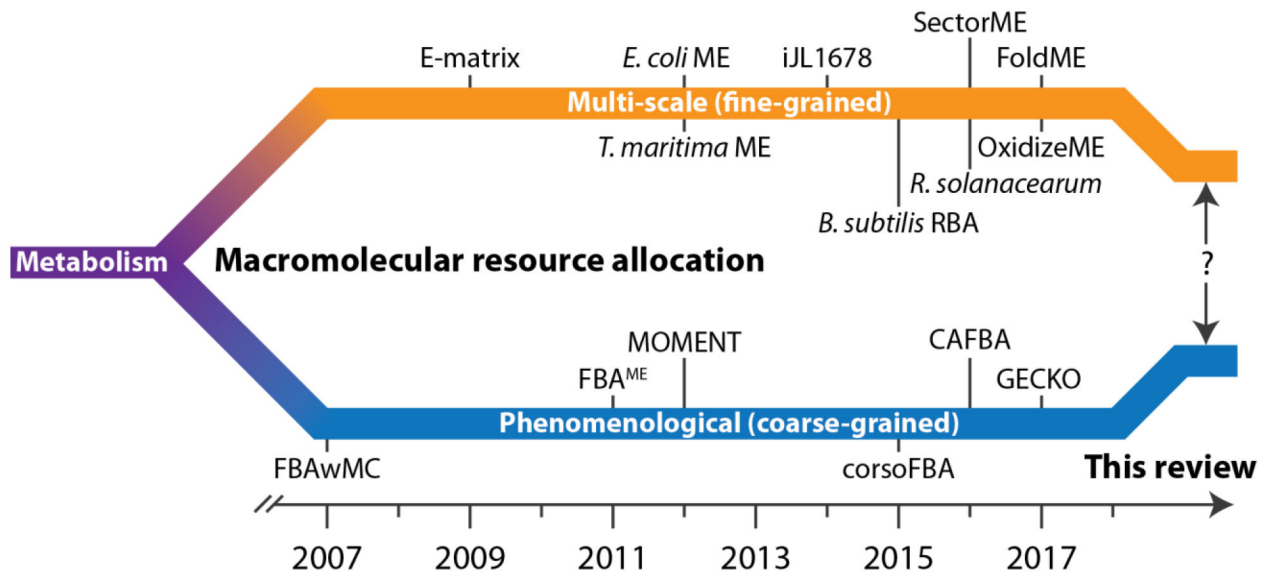 SectorME
E-matrix
E. coli ME
iJL1678
FoldME
Multi-scale (fine-grained)
T. maritima ME
OxidizeME
R. solanacearum
B. subtilis RBA
Metabolism
Macromolecular resource allocation
?
MOMENT
CAFBA
FBAME
GECKO
Phenomenological (coarse-grained)
FBAwMC
corsoFBA
This review
2007
2009
2011
2013
2015
2017